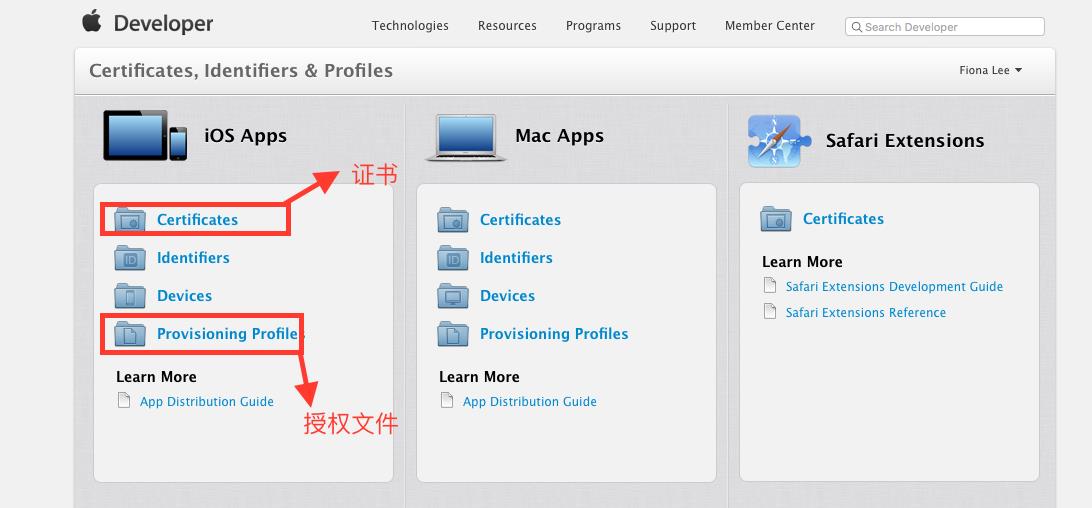 Developer
Technologies Resources Programs Support Member Center Search Developer
Certificates, Identifiers & Profiles
Fiona Lee
iOS Apps
证书
Certificates
Identifiers
Devices
Provisioning Profiles
授权文件
Learn More
App Distribution Guide
Mac Apps
Certificates
Identifiers
Devices
Provisioning Profiles
Learn More
App Distribution Guide
Safari Extensions
Certificates
Learn More
Safari Extensions Development Guide
Safari Extensions Reference